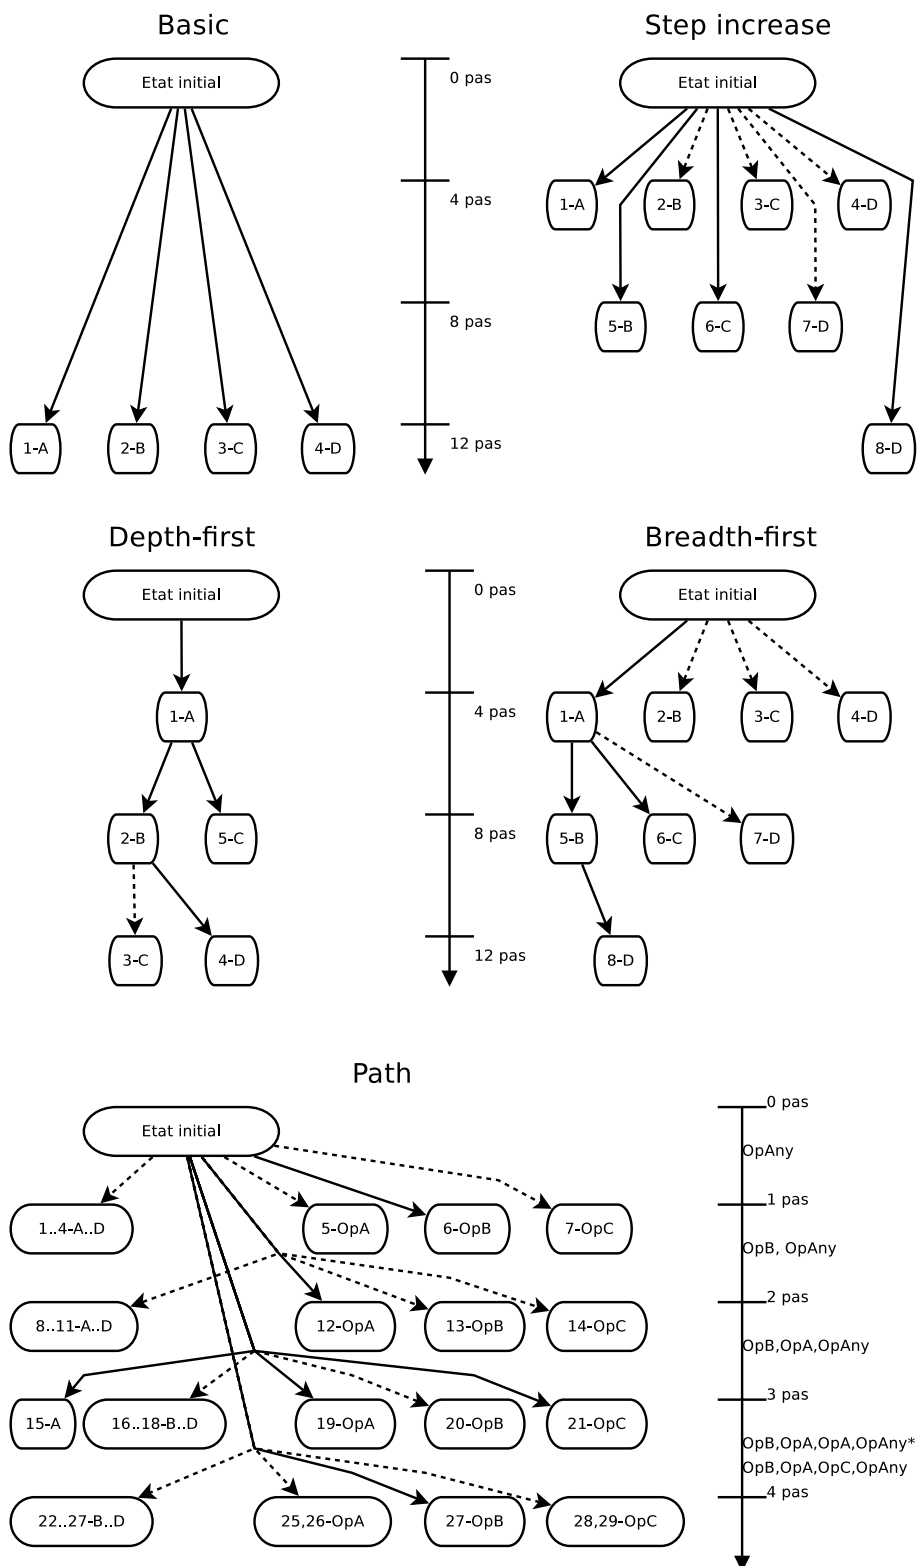 Basic
Step increase
Etat initial
0 pas
Etat initial
4 pas
1-A
2-B
3-C
4-D
8 pas
5-B
6-C
7-D
12 pas
1-A
2-B
3-C
4-D
8-D
Depth-first
Breadth-first
Etat initial
0 pas
Etat initial
1-A
4 pas
1-A
2-B
3-C
4-D
2-B
5-C
8 pas
5-B
6-C
7-D
3-C
4-D
12 pas
8-D
Path
0 pas
Etat initial
OpAny
1 pas
1..4-A..D
5-OpA
6-OpB
7-OpC
OpB, OpAny
2 pas
8..11-A..D
12-OpA
13-OpB
14-OpC
OpB,OpA,OpAny
3 pas
15-A
16..18-B..D
19-OpA
20-OpB
21-OpC
OpB,OpA,OpA,OpAny*
OpB,OpA,OpC,OpAny
4 pas
22..27-B..D
25,26-OpA
27-OpB
28,29-OpC